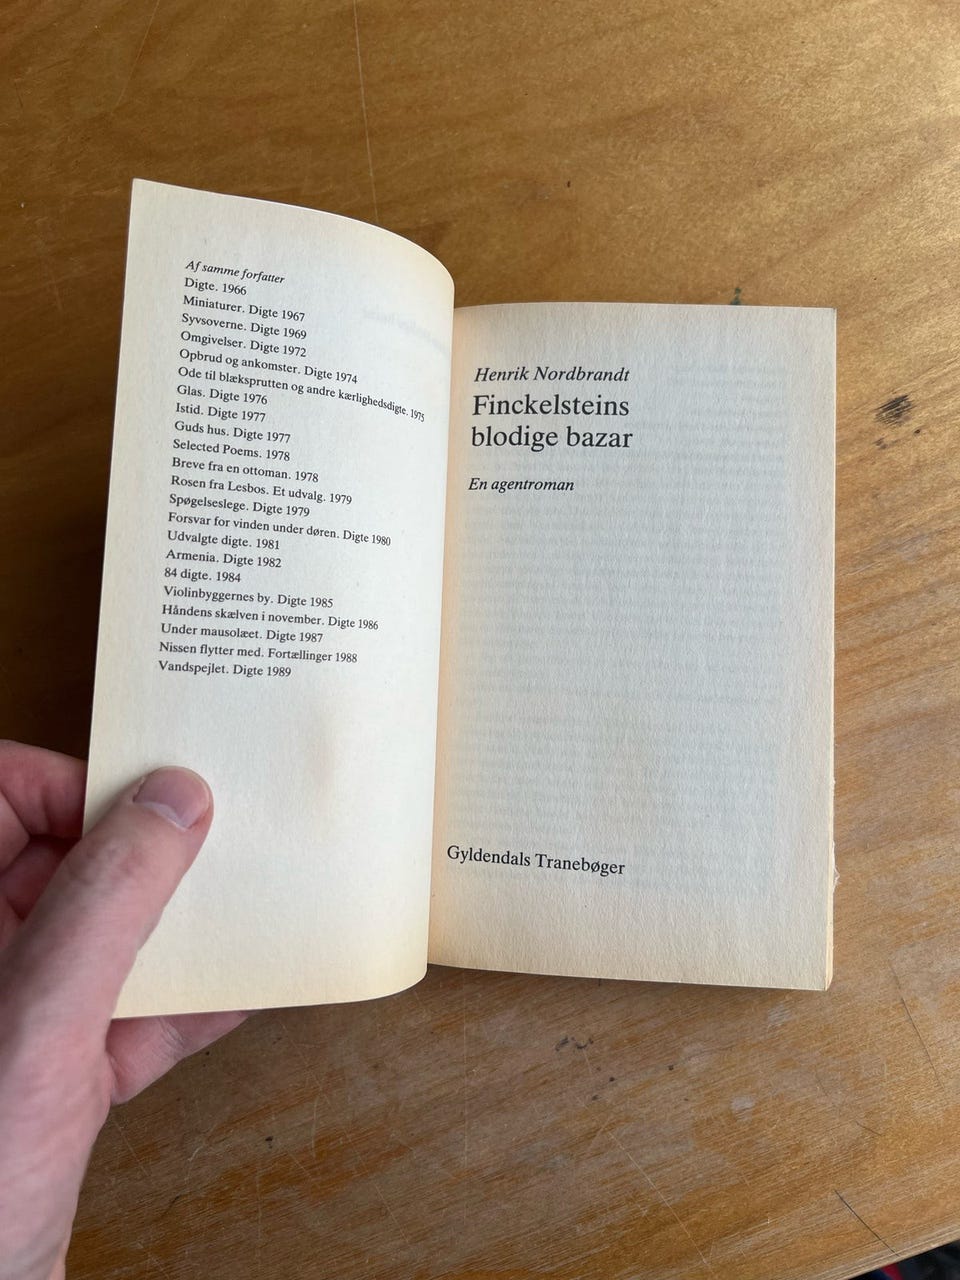 Af samme forfatter
Digte. 1966
Miniaturer. Digte 1967
Syvsoverne. Digte 1969
Omgivelser. Digte 1972
Opbrud og ankomster. Digte 1974
Ode til blæksprutten og andre kærlighedsdigte. 1975
Glas. Digte 1976
Istid. Digte 1977
Guds hus. Digte 1977
Selected Poems. 1978
Breve fra en ottoman. 1978
Rosen fra Lesbos. Et udvalg. 1979
Spøgelseslege. Digte 1979
Forsvar for vinden under døren. Digte 1980
Udvalgte digte. 1981
Armenia. Digte 1982
84 digte. 1984
Violinbyggernes by. Digte 1985
Håndens skælven i november. Digte 1986
Under mausolæet. Digte 1987
Nissen flytter med. Fortællinger 1988
Vandspejlet. Digte 1989
Henrik Nordbrandt
Finckelsteins
blodige bazar
En agentroman
Gyldendals Tranebøger